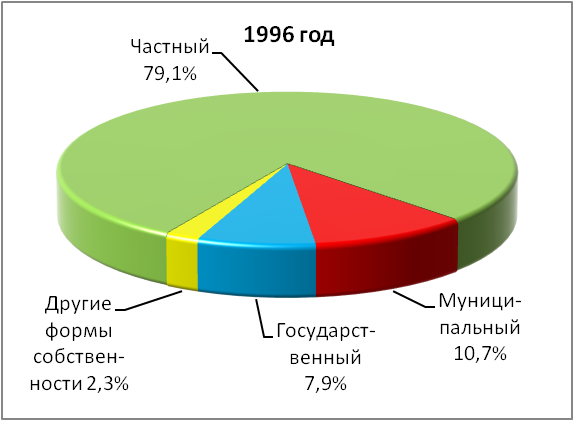 1996 год
Частный
79,1%
Другие
формы
собствен-
ности 2,3%
Государст-
венный
7,9%
Муници-
пальный
10,7%